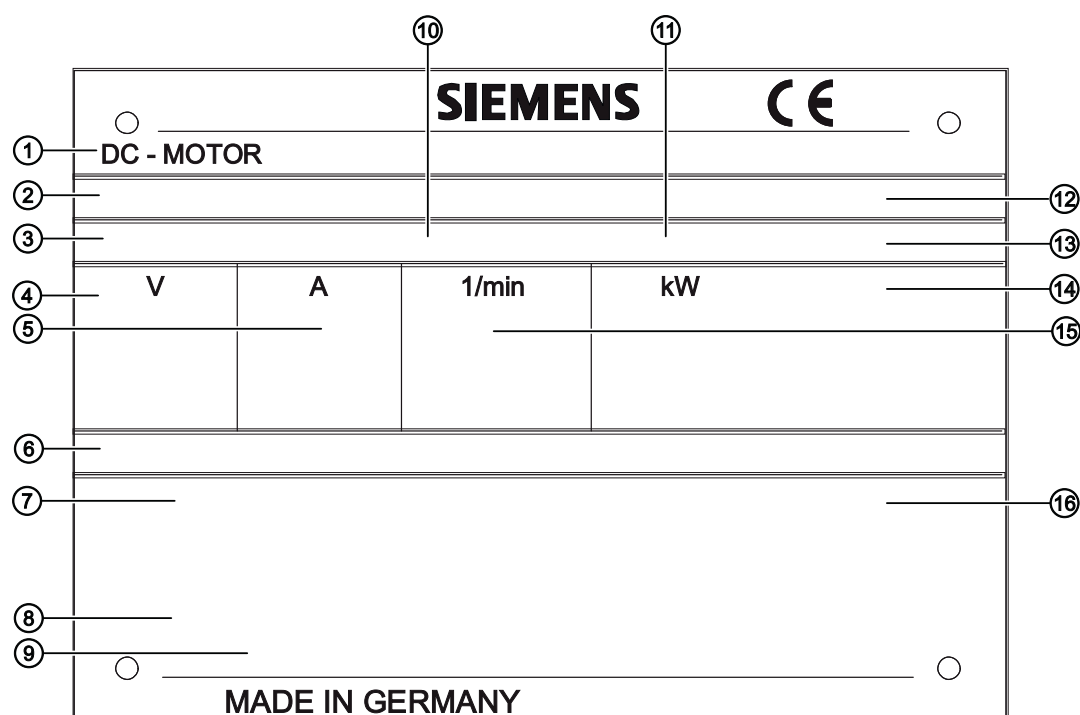 ⑩ ⑪
SIEMENS CE
① DC - MOTOR
② ⑫
③ ⑬
④ V A 1/min kW ⑭
⑤ ⑮
⑥
⑦ ⑯
⑧
⑨
MADE IN GERMANY